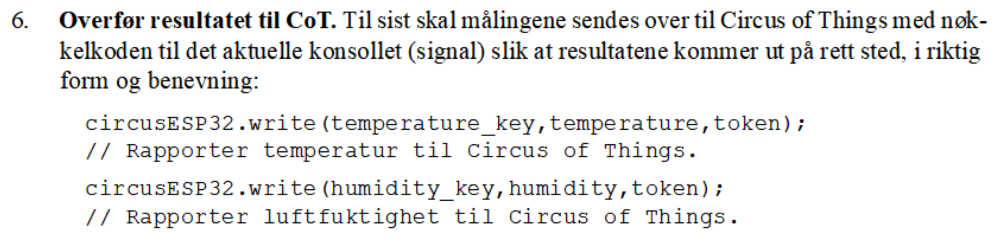 6. Overfør resultatet til CoT. Til sist skal målingene sendes over til Circus of Things med nøk-
kelkoden til det aktuelle konsollet (signal) slik at resultatene kommer ut på rett sted, i riktig
form og benevning:
circusESP32.write(temperature_key,temperature,token);
// Rapporter temperatur til Circus of Things.
circusESP32.write(humidity_key,humidity,token);
// Rapporter luftfuktighet til Circus of Things.